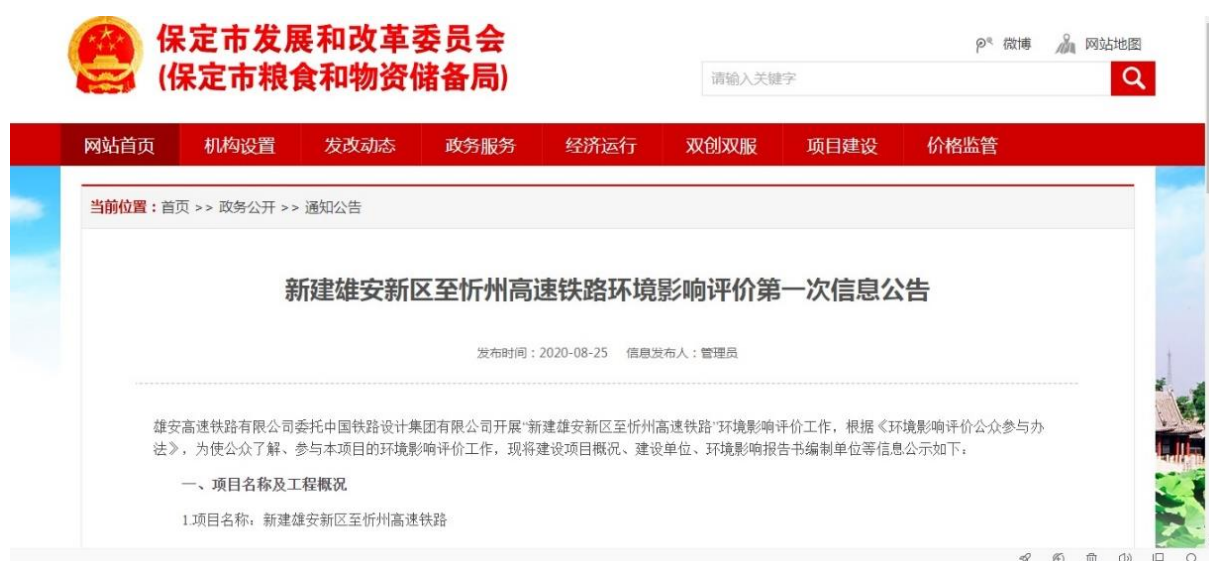 保定市发展和改革委员会
(保定市粮食和物资储备局)
微博 网站地图
请输入关键字
网站首页 机构设置 发改动态 政务服务 经济运行 双创双服 项目建设 价格监管
当前位置：首页 >> 政务公开 >> 通知公告
新建雄安新区至忻州高速铁路环境影响评价第一次信息公告
发布时间：2020-08-25 信息发布人：管理员
雄安高速铁路有限公司委托中国铁路设计集团有限公司开展“新建雄安新区至忻州高速铁路”环境影响评价工作，根据《环境影响评价公众参与办
法》，为使公众了解、参与本项目的环境影响评价工作，现将建设项目概况、建设单位、环境影响报告书编制单位等信息公示如下：
一、项目名称及工程概况
1.项目名称：新建雄安新区至忻州高速铁路